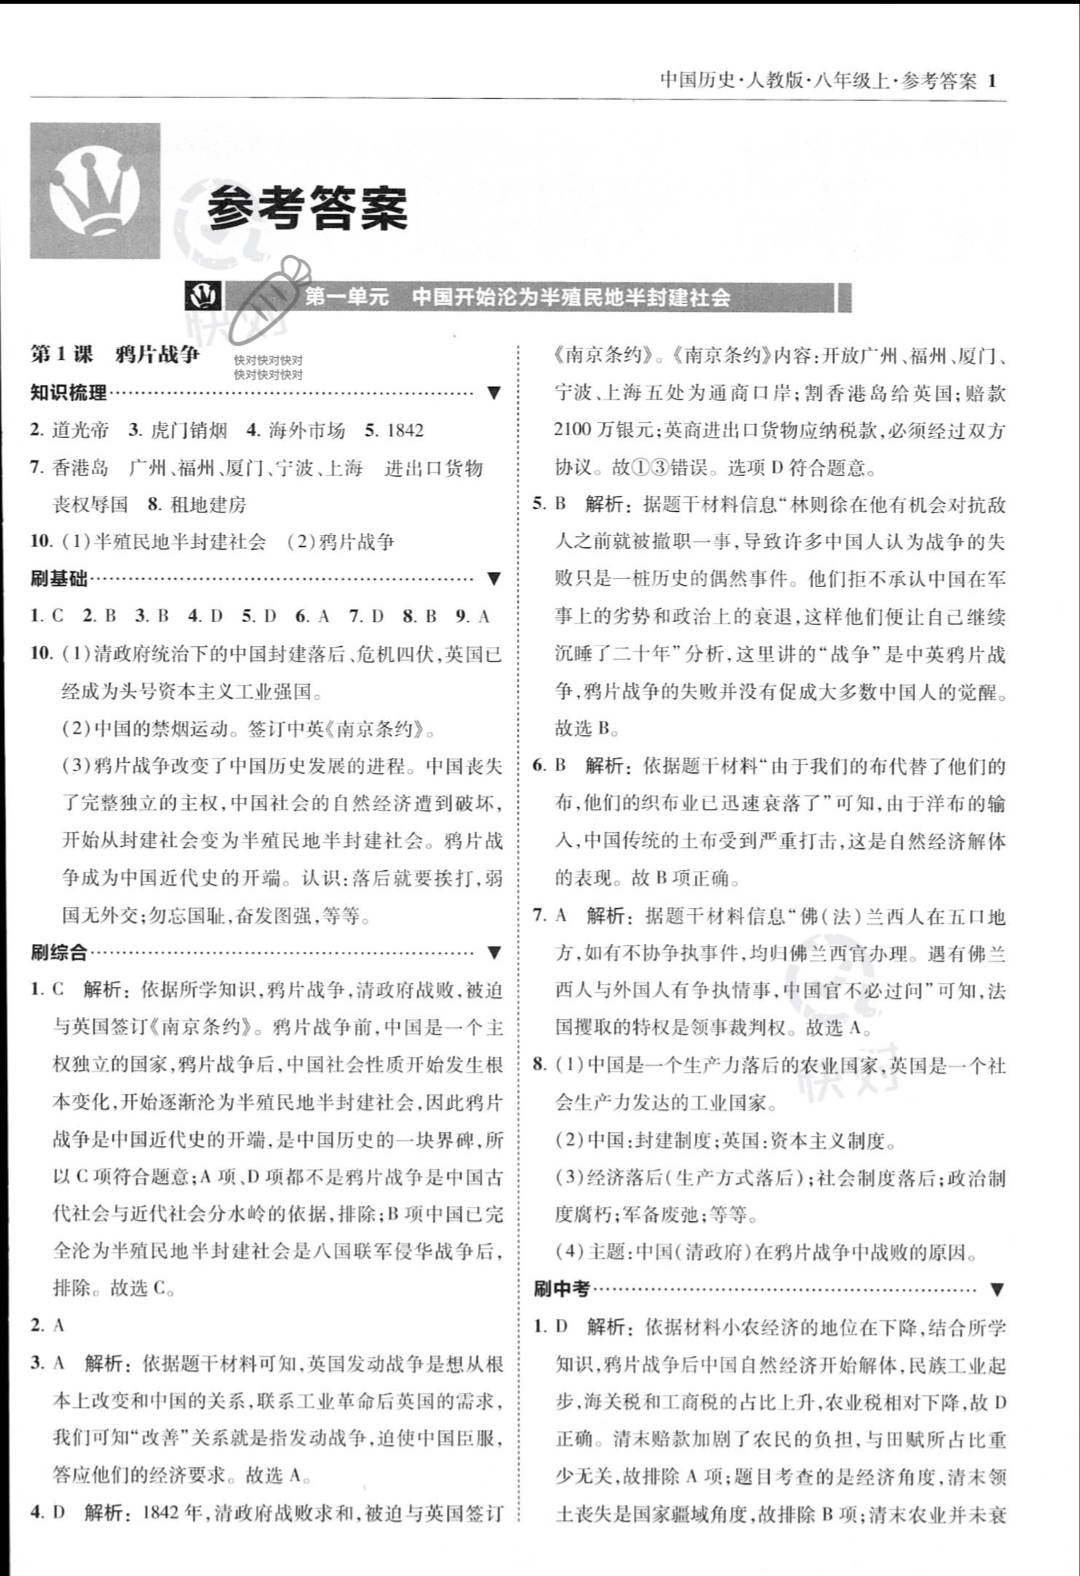 中国历史·人教版·八年级上·参考答案 1
参考答案
第一单元 中国开始沦为半殖民地半封建社会
第1课 鸦片战争
快对快对快对
快对快对快对
知识梳理
2. 道光帝 3. 虎门销烟 4. 海外市场 5. 1842
7. 香港岛 广州、福州、厦门、宁波、上海 进出口货物
丧权辱国 8. 租地建房
10. (1)半殖民地半封建社会 (2)鸦片战争
刷基础
1. C 2. B 3. B 4. D 5. D 6. A 7. D 8. B 9. A
10. (1)清政府统治下的中国封建落后、危机四伏,英国已
经成为头号资本主义工业强国。
(2)中国的禁烟运动。签订中英《南京条约》。
(3)鸦片战争改变了中国历史发展的进程。中国丧失
了完整独立的主权,中国社会的自然经济遭到破坏,
开始从封建社会变为半殖民地半封建社会。鸦片战
争成为中国近代史的开端。认识:落后就要挨打,弱
国无外交;勿忘国耻,奋发图强,等等。
刷综合
1. C 解析：依据所学知识,鸦片战争,清政府战败,被迫
与英国签订《南京条约》。鸦片战争前,中国是一个主
权独立的国家,鸦片战争后,中国社会性质开始发生根
本变化,开始逐渐沦为半殖民地半封建社会,因此鸦片
战争是中国近代史的开端,是中国历史的一块界碑,所
以C项符合题意;A项、D项都不是鸦片战争是中国古
代社会与近代社会分水岭的依据,排除;B项中国已完
全沦为半殖民地半封建社会是八国联军侵华战争后,
排除。故选C。
2. A
3. A 解析：依据题干材料可知,英国发动战争是想从根
本上改变和中国的关系,联系工业革命后英国的需求,
我们可知“改善”关系就是指发动战争,迫使中国臣服,
答应他们的经济要求。故选A。
4. D 解析：1842年,清政府战败求和,被迫与英国签订
《南京条约》。《南京条约》内容:开放广州、福州、厦门、
宁波、上海五处为通商口岸;割香港岛给英国;赔款
2100万银元;英商进出口货物应纳税款,必须经过双方
协议。故①③错误。选项D符合题意。
5. B 解析：据题干材料信息“林则徐在他有机会对抗敌
人之前就被撤职一事,导致许多中国人认为战争的失
败只是一桩历史的偶然事件。他们拒不承认中国在军
事上的劣势和政治上的衰退,这样他们便让自己继续
沉睡了二十年”分析,这里讲的“战争”是中英鸦片战
争,鸦片战争的失败并没有促成大多数中国人的觉醒。
故选B。
6. B 解析：依据题干材料“由于我们的布代替了他们的
布,他们的织布业已迅速衰落了”可知,由于洋布的输
入,中国传统的土布受到严重打击,这是自然经济解体
的表现。故B项正确。
7. A 解析：据题干材料信息“佛(法)兰西人在五口地
方,如有不协争执事件,均归佛兰西官办理。遇有佛兰
西人与外国人有争执情事,中国官不必过问”可知,法
国攫取的特权是领事裁判权。故选A。
快对
8. (1)中国是一个生产力落后的农业国家,英国是一个社
会生产力发达的工业国家。
(2)中国:封建制度;英国:资本主义制度。
(3)经济落后(生产方式落后);社会制度落后;政治制
度腐朽;军备废弛;等等。
(4)主题:中国(清政府)在鸦片战争中战败的原因。
刷中考
1. D 解析：依据材料小农经济的地位在下降,结合所学
知识,鸦片战争后中国自然经济开始解体,民族工业起
步,海关税和工商税的占比上升,农业税相对下降,故D
正确。清末赔款加剧了农民的负担,与田赋所占比重
少无关,故排除A项;题目考查的是经济角度,清末领
土丧失是国家疆域角度,故排除B项;清末农业并未衰